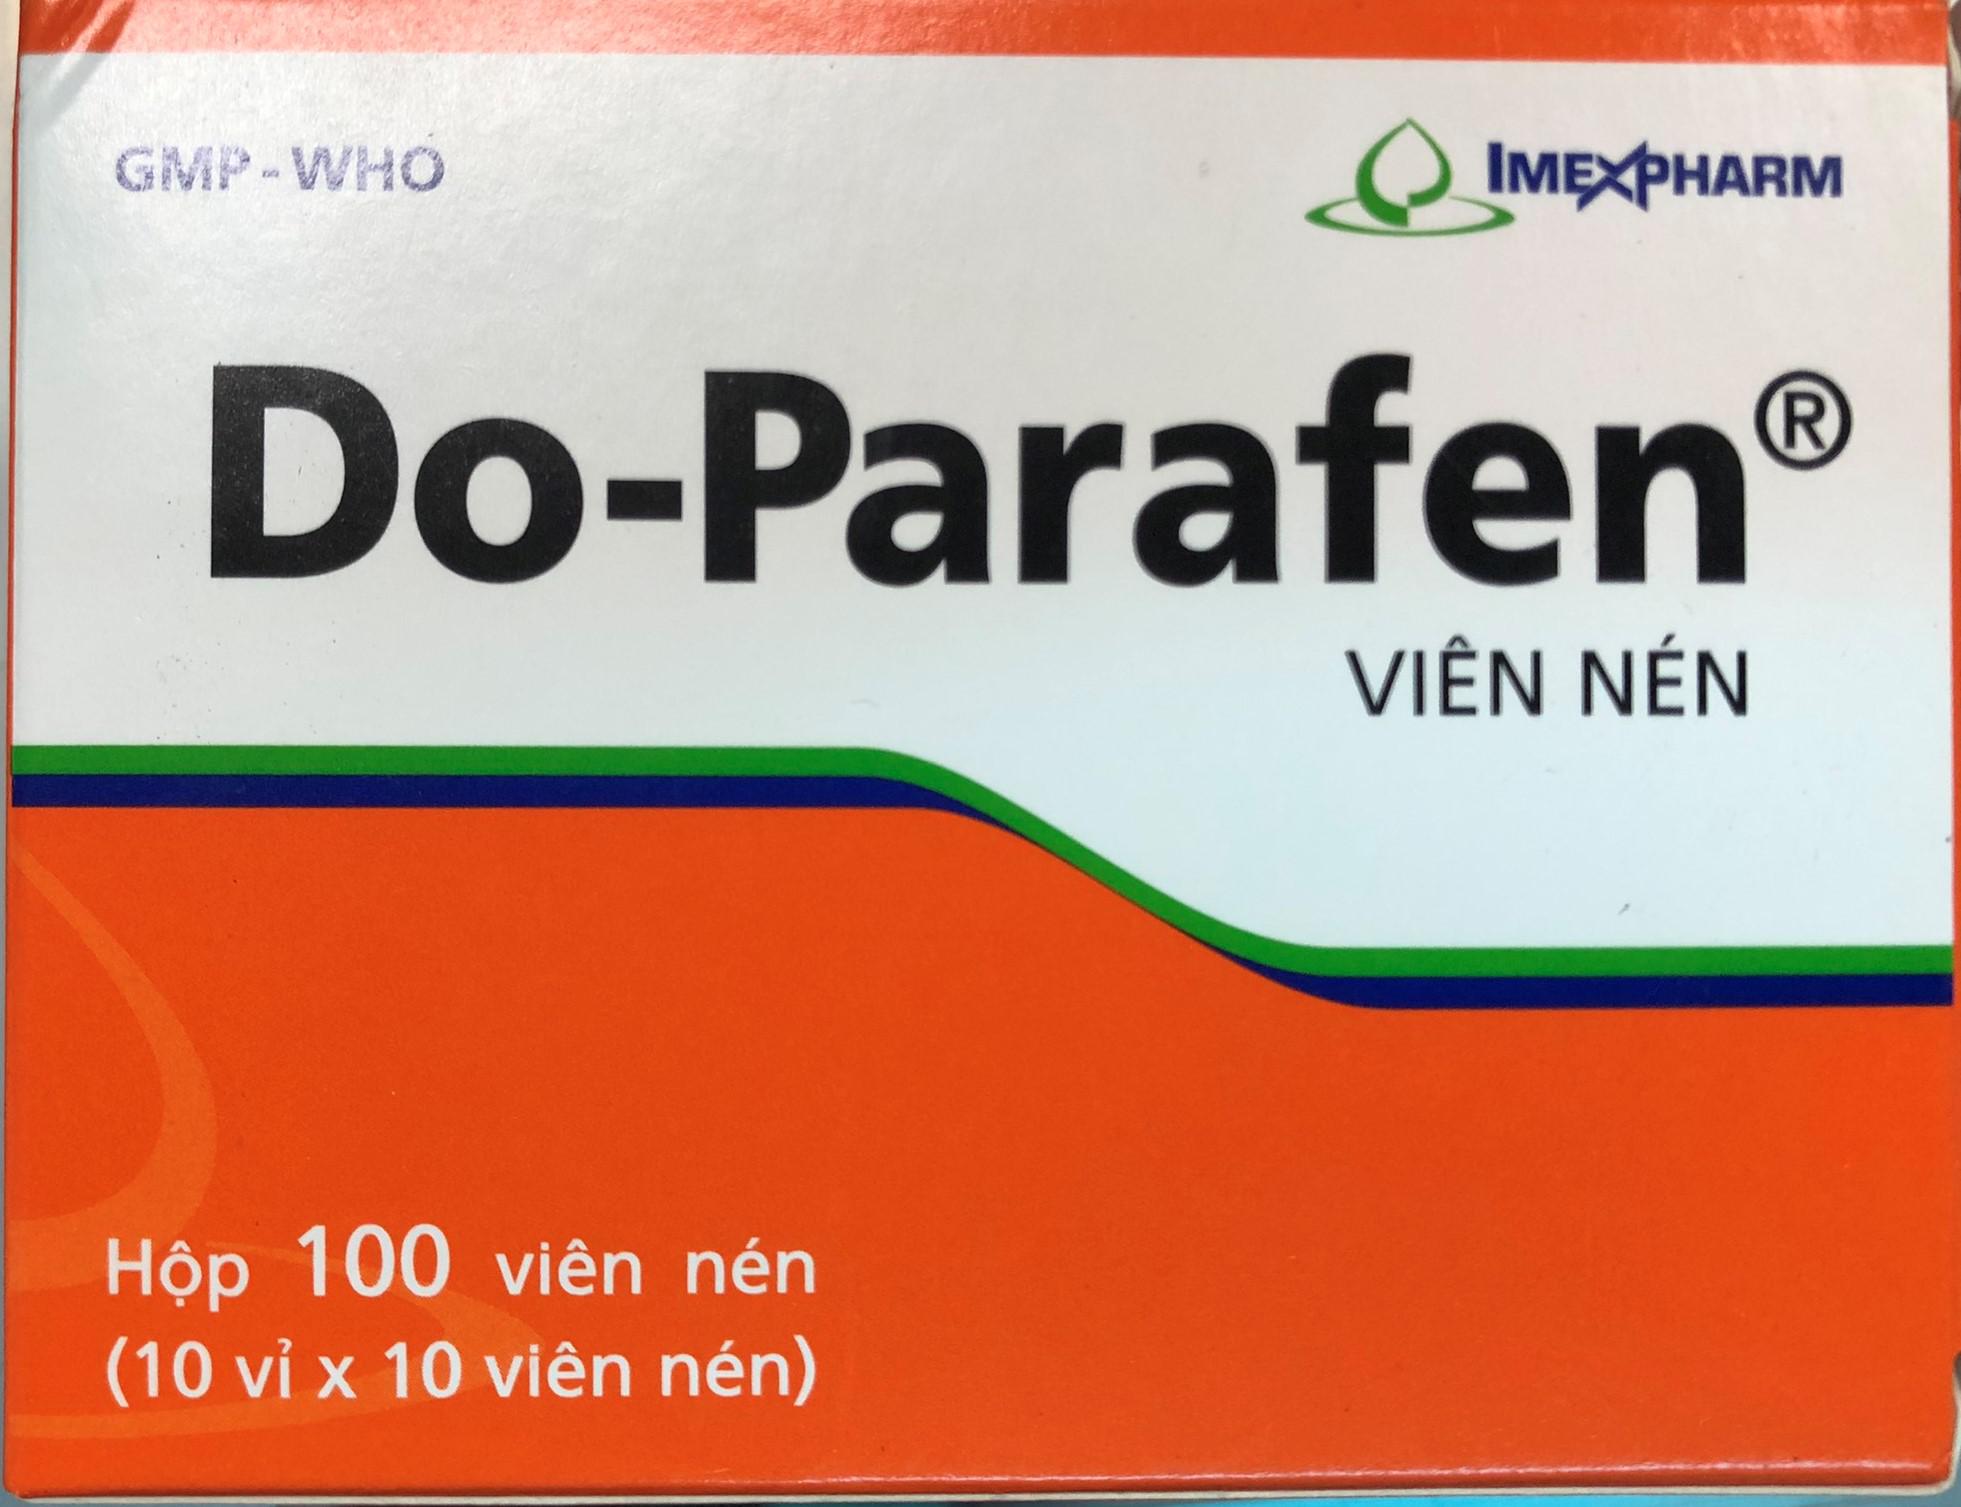 GMP - WHO
IMEXPHARM
Do-Parafen®
VIÊN NÉN
Hộp 100 viên nén
(10 vỉ x 10 viên nén)